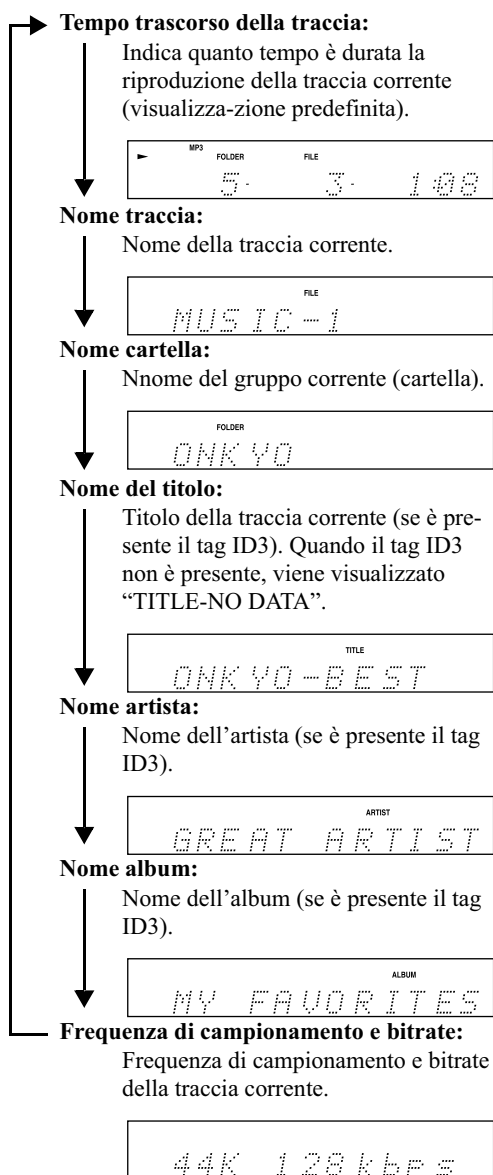 Tempo trascorso della traccia:
Indica quanto tempo è durata la
riproduzione della traccia corrente
(visualizza-zione predefinita).
MP3 FOLDER FILE
5· 3· 1:08
Nome traccia:
Nome della traccia corrente.
FILE
MUSIC-1
Nome cartella:
Nnome del gruppo corrente (cartella).
FOLDER
ONKYO
Nome del titolo:
Titolo della traccia corrente (se è pre-
sente il tag ID3). Quando il tag ID3
non è presente, viene visualizzato
“TITLE-NO DATA”.
TITLE
ONKYO-BEST
Nome artista:
Nome dell’artista (se è presente il tag
ID3).
ARTIST
GREAT ARTIST
Nome album:
Nome dell’album (se è presente il tag
ID3).
ALBUM
MY FAVORITES
Frequenza di campionamento e bitrate:
Frequenza di campionamento e bitrate
della traccia corrente.
44K 128kbps